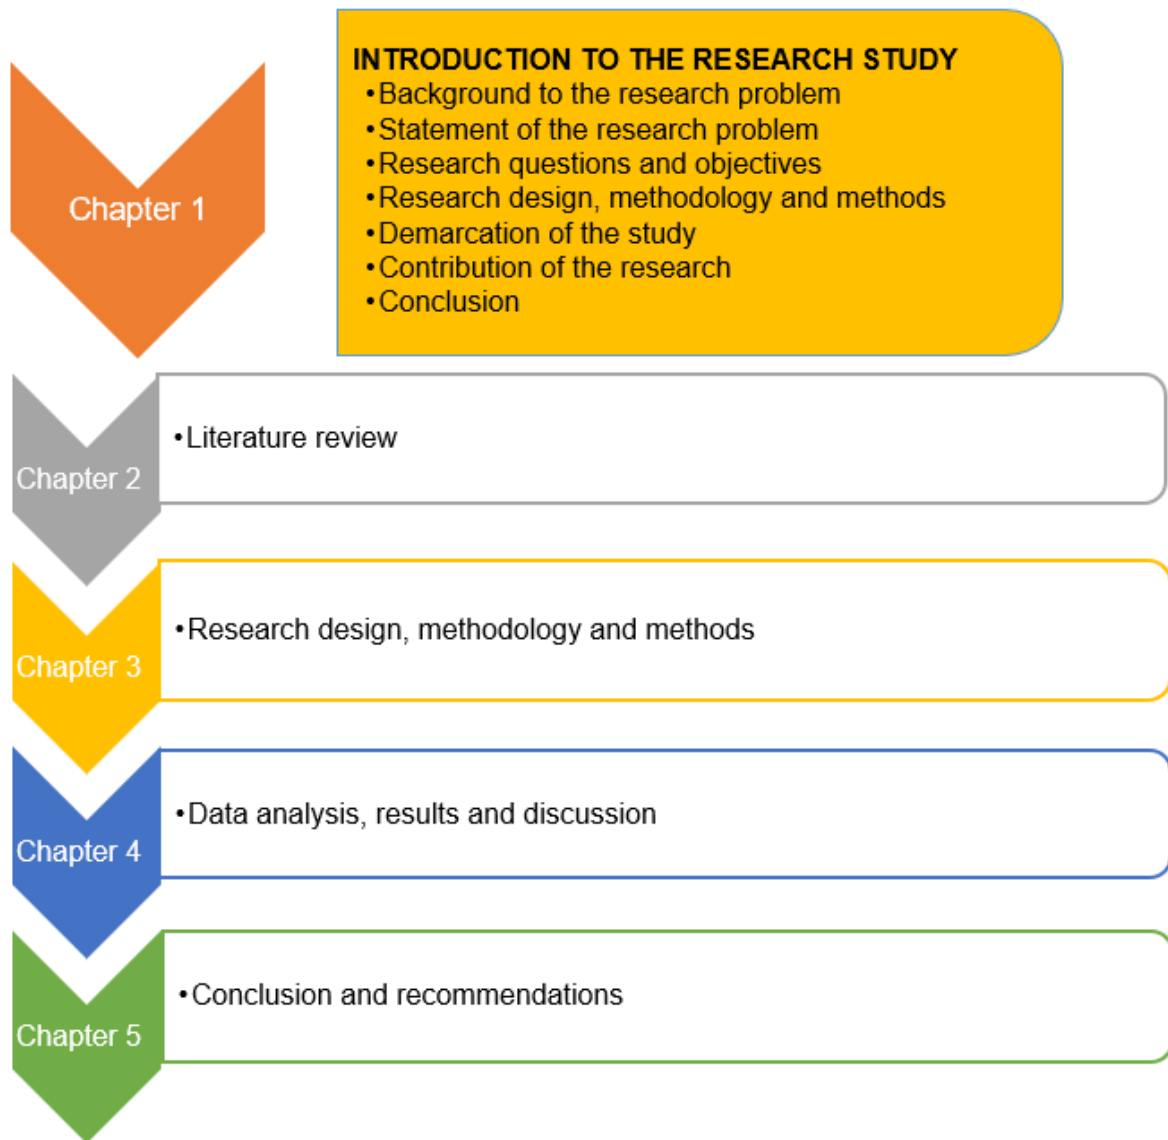 INTRODUCTION TO THE RESEARCH STUDY
•Background to the research problem
•Statement of the research problem
•Research questions and objectives
•Research design, methodology and methods
•Demarcation of the study
•Contribution of the research
•Conclusion
Chapter 1
•Literature review
Chapter 2
•Research design, methodology and methods
Chapter 3
•Data analysis, results and discussion
Chapter 4
•Conclusion and recommendations
Chapter 5